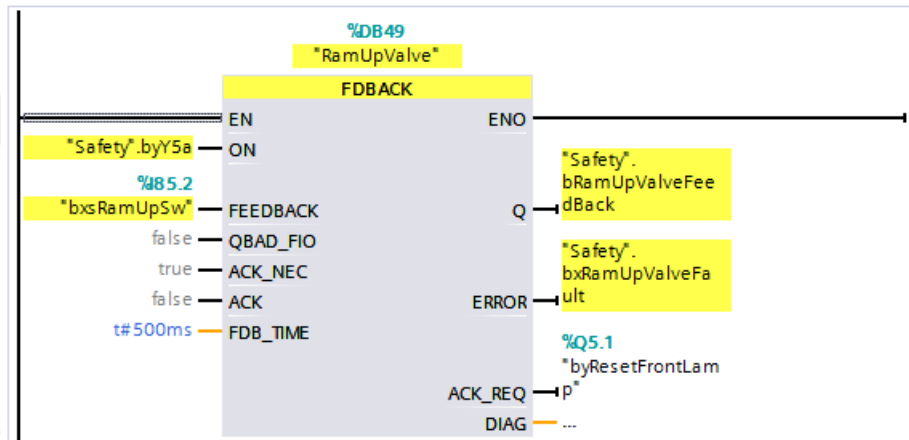 %DB49
"RamUpValve"
FDBACK
EN
ENO
"Safety".byY5a
ON
"Safety".
bRamUpValveFee
dBack
%I85.2
"bxsRamUpSw"
FEEDBACK
Q
false
QBAD_FIO
true
ACK_NEC
"Safety".
bxRamUpValveFa
ult
false
ACK
ERROR
t#500ms
FDB_TIME
%Q5.1
"byResetFrontLam
p"
ACK_REQ
DIAG
...